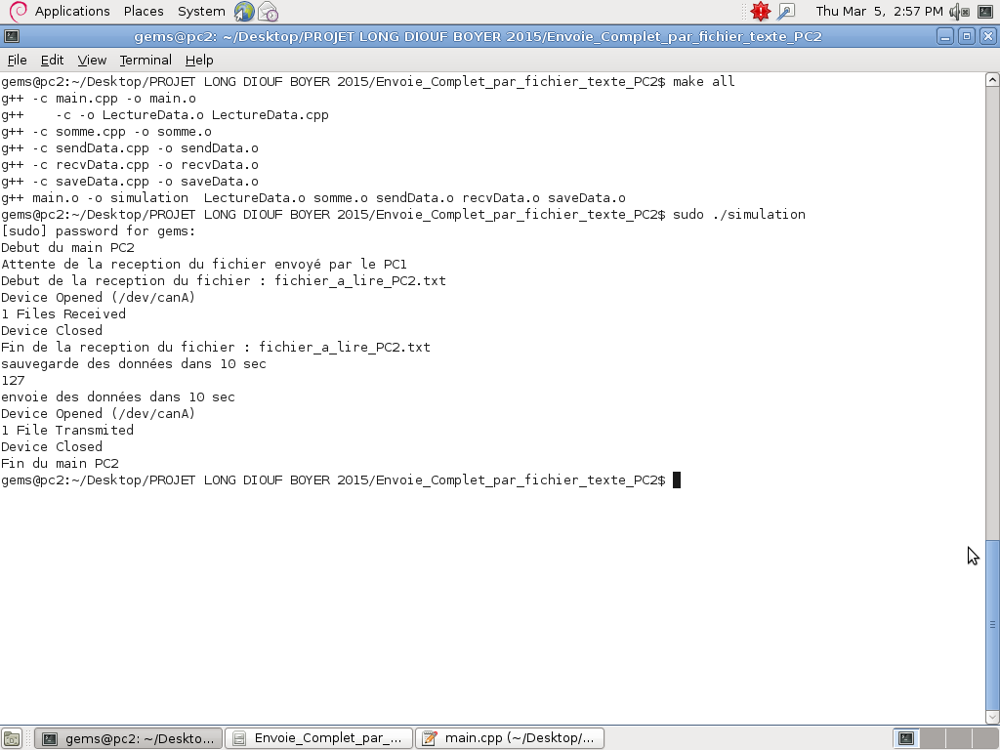 Applications Places System Thu Mar 5, 2:57 PM
gems@pc2: ~/Desktop/PROJET LONG DIOUF BOYER 2015/Envoie_Complet_par_fichier_texte_PC2
File Edit View Terminal Help
gems@pc2:~/Desktop/PROJET LONG DIOUF BOYER 2015/Envoie_Complet_par_fichier_texte_PC2$ make all
g++ -c main.cpp -o main.o
g++    -c -o LectureData.o LectureData.cpp
g++ -c somme.cpp -o somme.o
g++ -c sendData.cpp -o sendData.o
g++ -c recvData.cpp -o recvData.o
g++ -c saveData.cpp -o saveData.o
g++ main.o -o simulation  LectureData.o somme.o sendData.o recvData.o saveData.o
gems@pc2:~/Desktop/PROJET LONG DIOUF BOYER 2015/Envoie_Complet_par_fichier_texte_PC2$ sudo ./simulation
[sudo] password for gems:
Debut du main PC2
Attente de la reception du fichier envoyé par le PC1
Debut de la reception du fichier : fichier_a_lire_PC2.txt
Device Opened (/dev/canA)
1 Files Received
Device Closed
Fin de la reception du fichier : fichier_a_lire_PC2.txt
sauvegarde des données dans 10 sec
127
envoie des données dans 10 sec
Device Opened (/dev/canA)
1 File Transmited
Device Closed
Fin du main PC2
gems@pc2:~/Desktop/PROJET LONG DIOUF BOYER 2015/Envoie_Complet_par_fichier_texte_PC2$
gems@pc2: ~/Deskto... Envoie_Complet_par_... main.cpp (~/Desktop/...